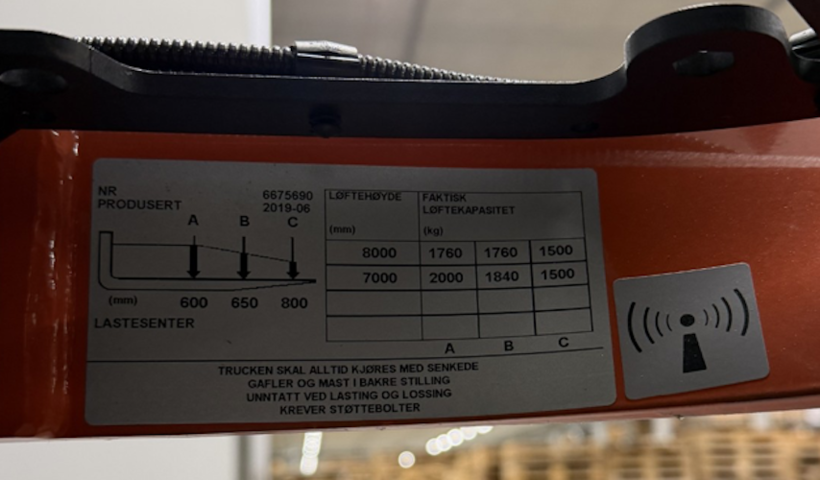 NR 6675690
PRODUSERT 2019-06
A B C
(mm) 600 650 800
LASTESENTER
LØFTEHØYDE FAKTISK
LØFTEKAPASITET
(mm) (kg)
8000 1760 1760 1500
7000 2000 1840 1500
A B C
TRUCKEN SKAL ALLTID KJØRES MED SENKEDE
GAFLER OG MAST I BAKRE STILLING
UNNTATT VED LASTING OG LOSSING
KREVER STØTTEBOLTER